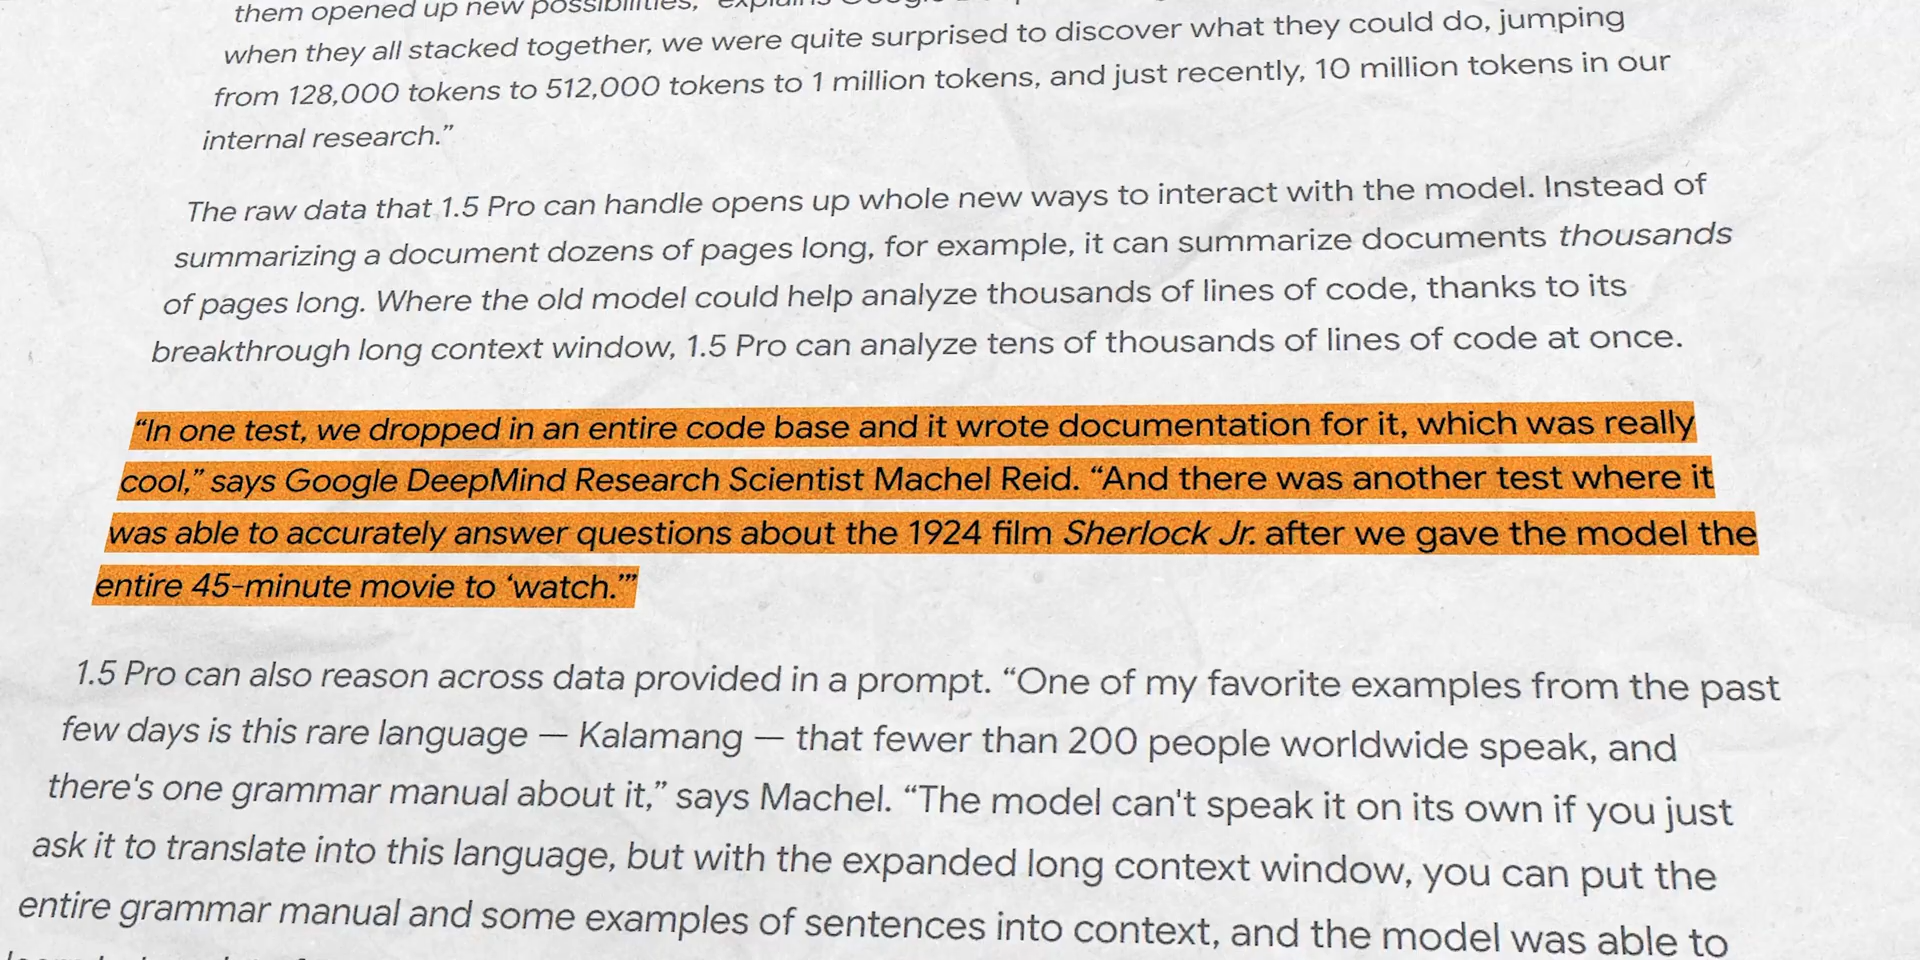 them opened up new possibilities," explains Google
when they all stacked together, we were quite surprised to discover what they could do, jumping
from 128,000 tokens to 512,000 tokens to 1 million tokens, and just recently, 10 million tokens in our
internal research.”
The raw data that 1.5 Pro can handle opens up whole new ways to interact with the model. Instead of
summarizing a document dozens of pages long, for example, it can summarize documents thousands
of pages long. Where the old model could help analyze thousands of lines of code, thanks to its
breakthrough long context window, 1.5 Pro can analyze tens of thousands of lines of code at once.
“In one test, we dropped in an entire code base and it wrote documentation for it, which was really
cool,” says Google DeepMind Research Scientist Machel Reid. “And there was another test where it
was able to accurately answer questions about the 1924 film Sherlock Jr. after we gave the model the
entire 45-minute movie to ‘watch.’”
1.5 Pro can also reason across data provided in a prompt. “One of my favorite examples from the past
few days is this rare language — Kalamang — that fewer than 200 people worldwide speak, and
there's one grammar manual about it,” says Machel. “The model can't speak it on its own if you just
ask it to translate into this language, but with the expanded long context window, you can put the
entire grammar manual and some examples of sentences into context, and the model was able to